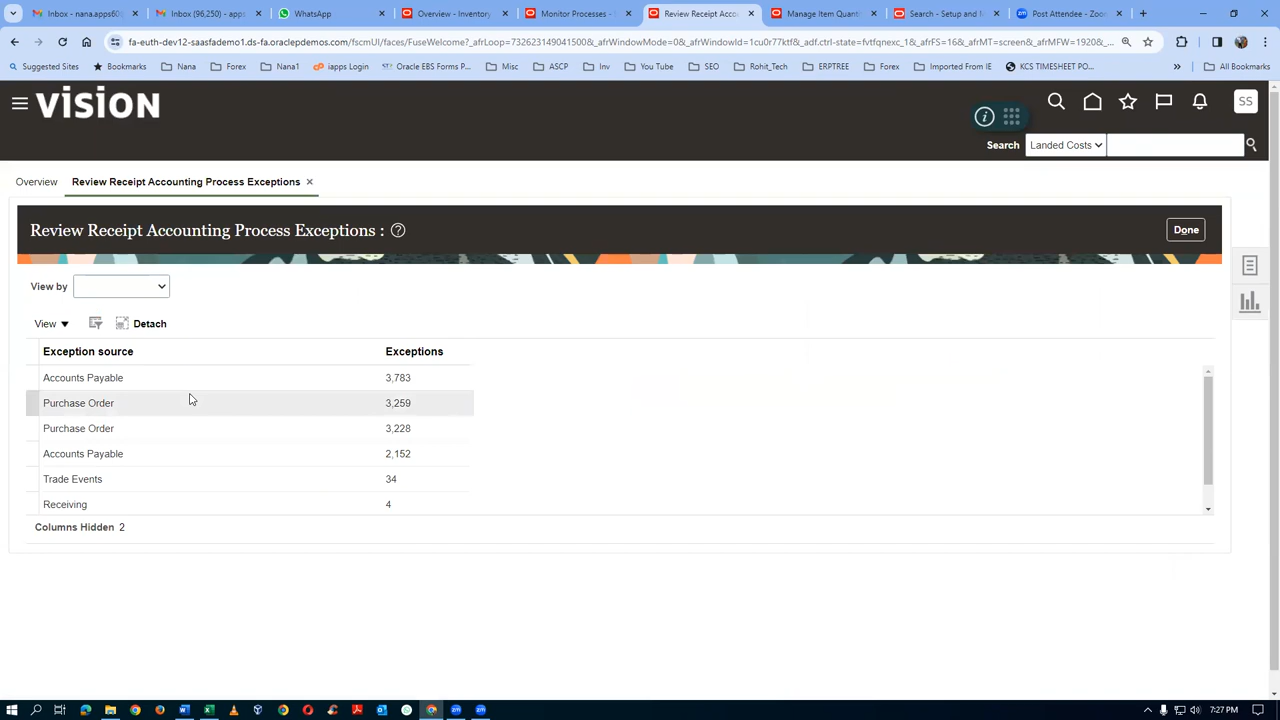 Inbox (96,250) - nana.apps60@
Inbox (96,250) - apps
WhatsApp
Overview - Inventory
Monitor Processes -
Review Receipt Acco
Manage Item Quanti
Search - Setup and
Post Attendee - Zoo
fa-euth-dev12-saasfademo1.ds-fa.oraclepdemos.com/fscmUI/faces/FuseWelcome?_afrLoop=732623149041500&_afrWindowMode=0&_afrWindowId=1cu0r77ktf&_adf.ctrl-state=fvtfqnexc_1&_afrFS=16&_afrMT=screen&_afrMFW=1920&_afrM...
Suggested Sites
Bookmarks
Nana
Forex
Nana1
iapps Login
Oracle EBS Forms P...
Misc
ASCP
Inv
You Tube
SEO
Rohit_Tech
ERPTREE
Forex
Imported From IE
KCS TIMESHEET PO...
»
All Bookmarks
vision
SS
Search Landed Costs
Overview Review Receipt Accounting Process Exceptions
Review Receipt Accounting Process Exceptions : ?
Done
View by
View Detach
Exception source Exceptions
Accounts Payable 3,783
Purchase Order 3,259
Purchase Order 3,228
Accounts Payable 2,152
Trade Events 34
Receiving 4
Columns Hidden 2
7:27 PM